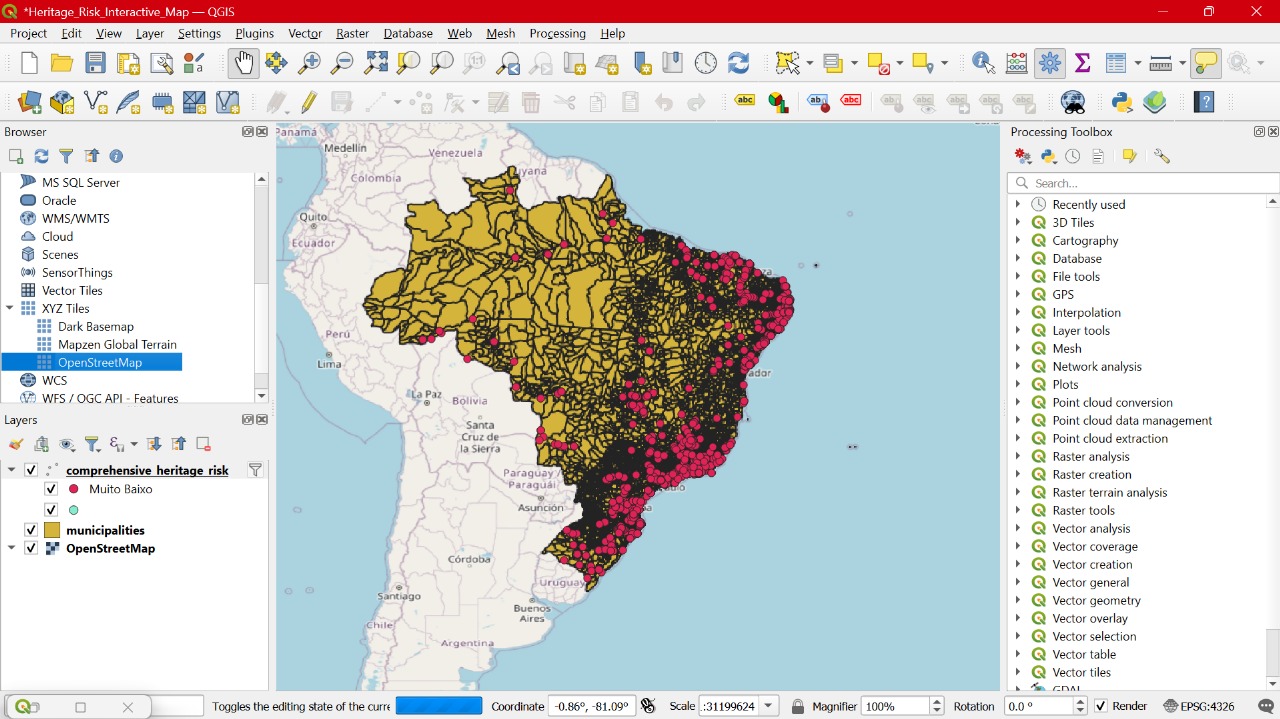 *Heritage_Risk_Interactive_Map — QGIS
Project Edit View Layer Settings Plugins Vector Raster Database Web Mesh Processing Help
Browser
MS SQL Server
Oracle
WMS/WMTS
Cloud
Scenes
SensorThings
Vector Tiles
XYZ Tiles
Dark Basemap
Mapzen Global Terrain
OpenStreetMap
WCS
WFS / OGC API - Features
Layers
comprehensive_heritage_risk
Muito Baixo
municipalities
OpenStreetMap
Panamá
Medellín
Venezuela
Colombia
Quito
Ecuador
Perú
Lima
La Paz
Bolivia
Santa
Cruz de
la Sierra
Paraguay /
Paraguái
Asunción
Córdoba
Uruguay
Santiago
Buenos
Aires
Chile
Argentina
Processing Toolbox
Search...
Recently used
3D Tiles
Cartography
Database
File tools
GPS
Interpolation
Layer tools
Mesh
Network analysis
Plots
Point cloud conversion
Point cloud data management
Point cloud extraction
Raster analysis
Raster creation
Raster terrain analysis
Raster tools
Vector analysis
Vector coverage
Vector creation
Vector general
Vector geometry
Vector overlay
Vector selection
Vector table
Vector tiles
GDAL
Toggles the editing state of the curre Coordinate -0.86°, -81.09° Scale :31199624 Magnifier 100% Rotation 0.0 ° Render EPSG:4326